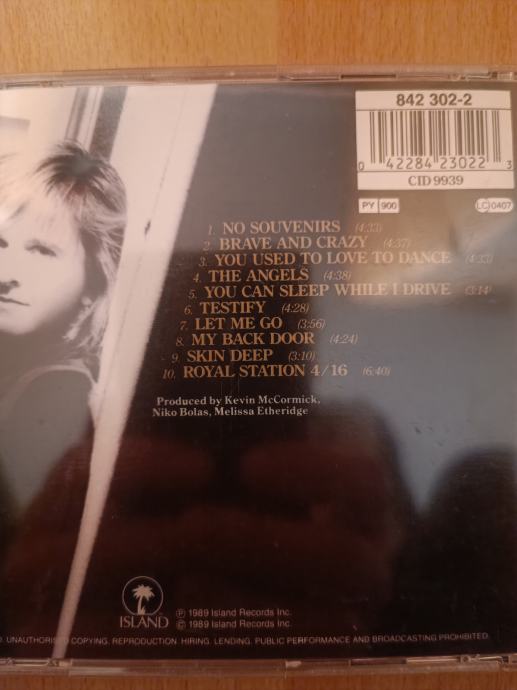 842 302-2
0 42284 23022 3
CID 9939
PY 900
LC 0407
1. NO SOUVENIRS (4:33)
2. BRAVE AND CRAZY (4:37)
3. YOU USED TO LOVE TO DANCE (4:33)
4. THE ANGELS (4:38)
5. YOU CAN SLEEP WHILE I DRIVE (3:14)
6. TESTIFY (4:28)
7. LET ME GO (3:56)
8. MY BACK DOOR (4:24)
9. SKIN DEEP (3:10)
10. ROYAL STATION 4/16 (6:40)
Produced by Kevin McCormick,
Niko Bolas, Melissa Etheridge
ISLAND
℗ 1989 Island Records Inc.
© 1989 Island Records Inc.
UNAUTHORISED COPYING, REPRODUCTION, HIRING, LENDING, PUBLIC PERFORMANCE AND BROADCASTING PROHIBITED.